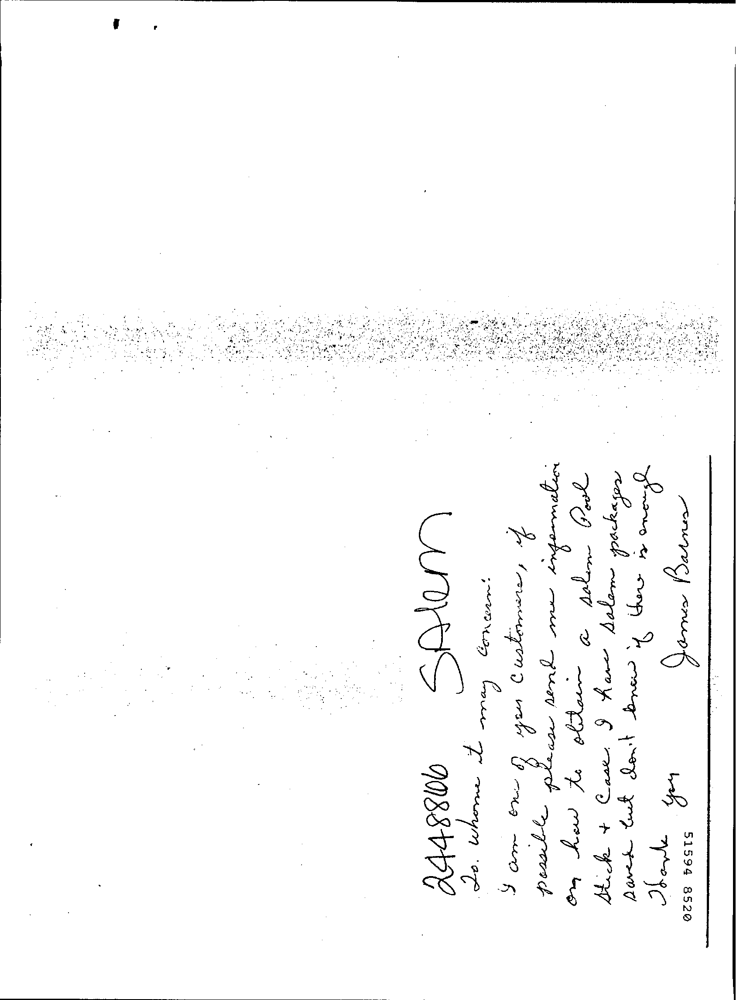 24488106 SAlem
To. whome it may concern:
I am one of your customers, if
possible please send me information
on how to obtain a salem Pool
stick + Case. I have salem packages
saved but don't know if there is enough
Thank you James Barnes
51594 8520